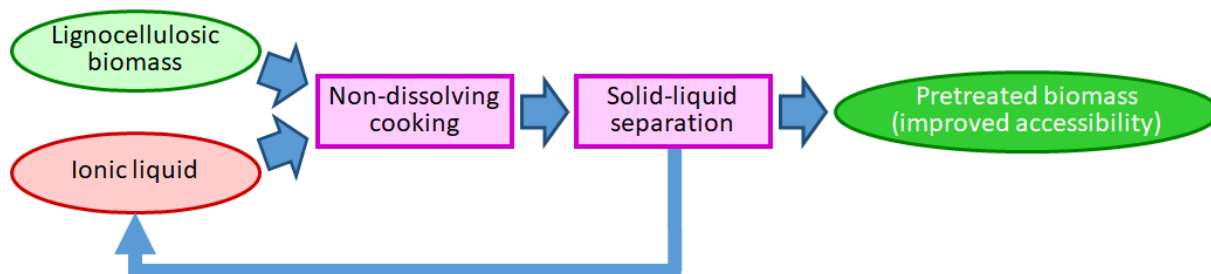 Lignocellulosic
biomass
Non-dissolving
cooking
Solid-liquid
separation
Pretreated biomass
(improved accessibility)
Ionic liquid